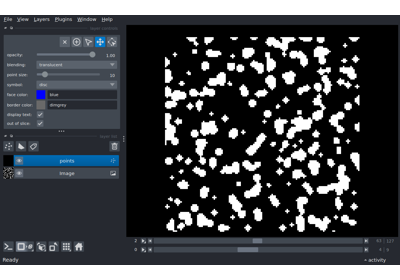 File View Layers Plugins Window Help
opacity: 1.00
blending: translucent
point size: 10
symbol: disc
face color: blue
border color: dimgrey
display text:
out of slice:
points
Image
2
0
Ready
activity